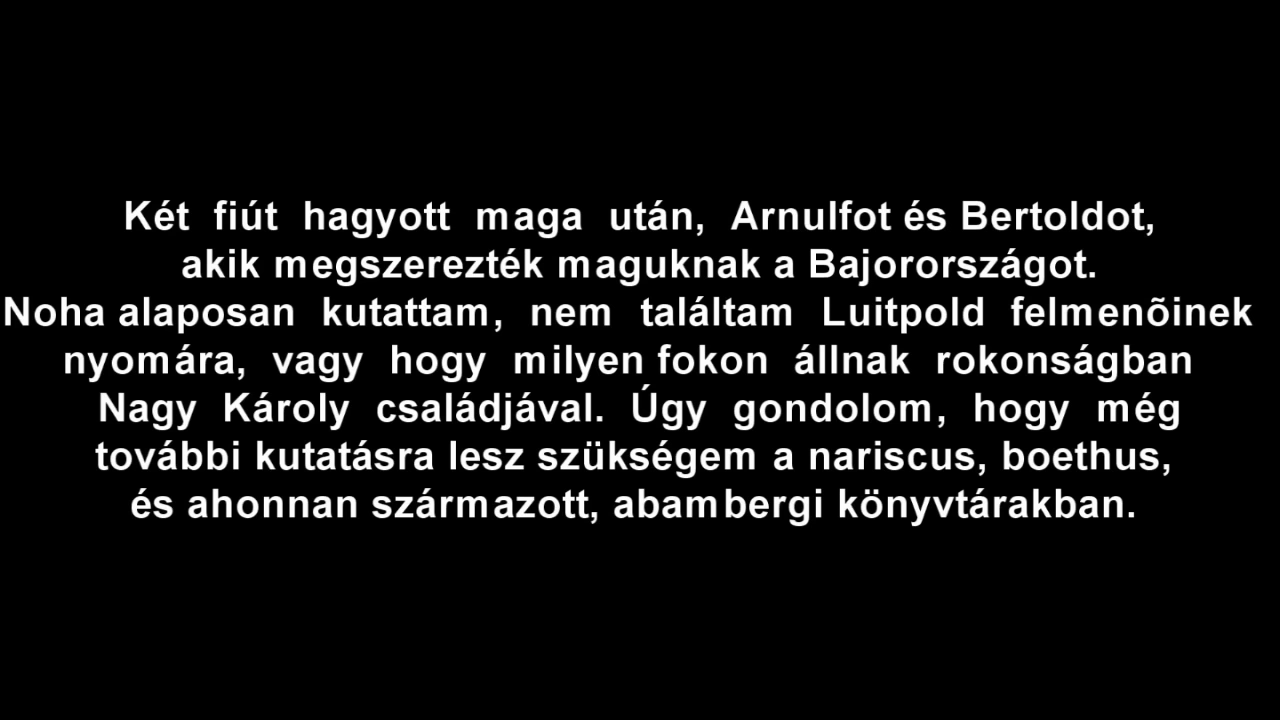 Két fiút hagyott maga után, Arnulfot és Bertoldot,
akik megszerezték maguknak a Bajorországot.
Noha alaposan kutattam, nem találtam Luitpold felmenõinek
nyomára, vagy hogy milyen fokon állnak rokonságban
Nagy Károly családjával. Úgy gondolom, hogy még
további kutatásra lesz szükségem a nariscus, boethus,
és ahonnan származott, abambergi könyvtárakban.